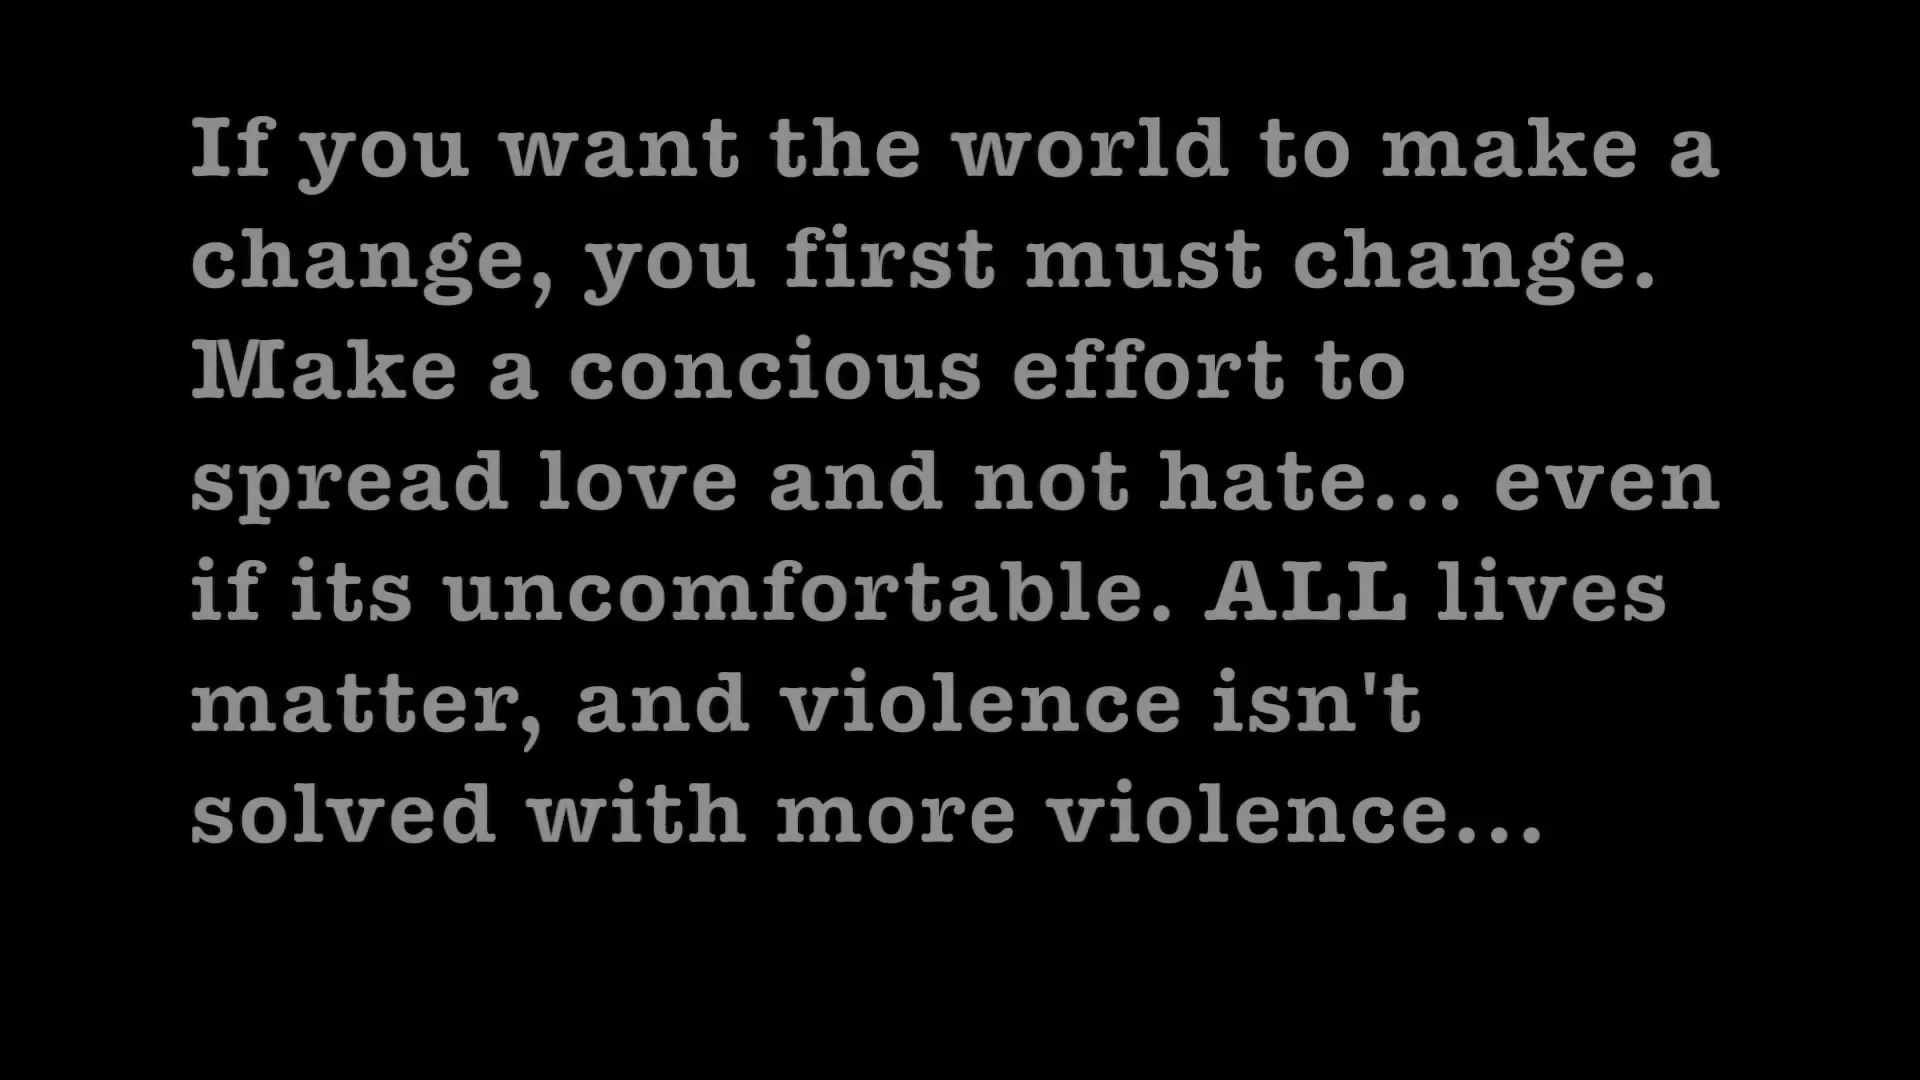 If you want the world to make a
change, you first must change.
Make a concious effort to
spread love and not hate... even
if its uncomfortable. ALL lives
matter, and violence isn't
solved with more violence...